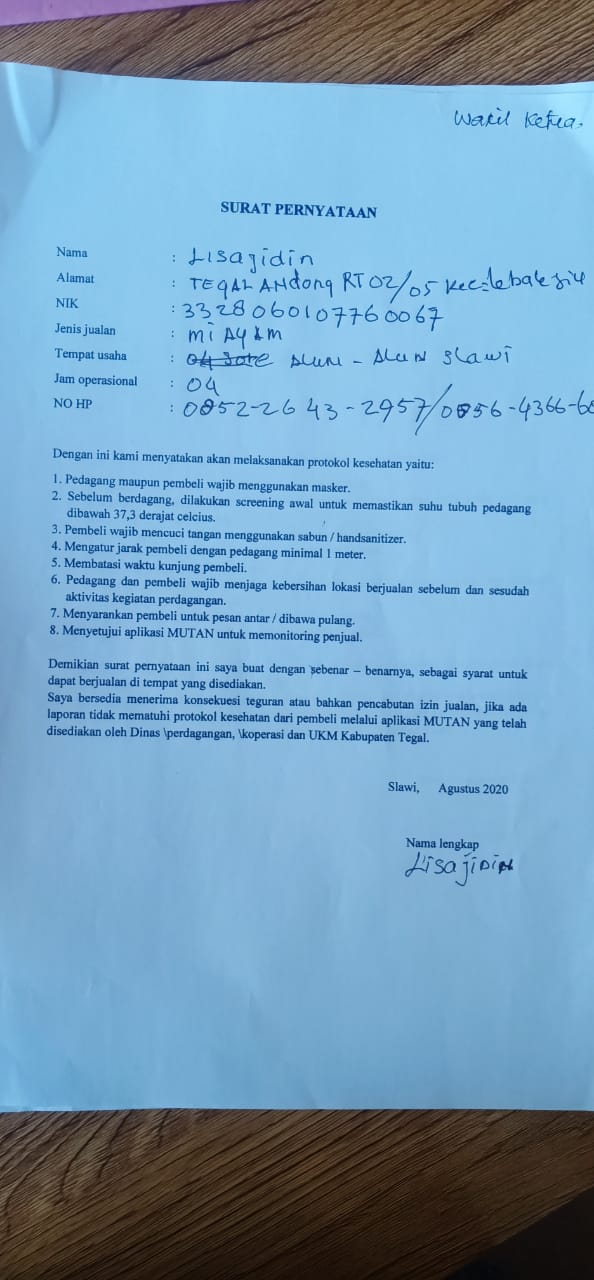 Wakil Ketua.
SURAT PERNYATAAN
Nama : Lisajidin
Alamat : TEGAL ANdong RT 02/05 Kec: lebaksiu
NIK : 3328060107760067
Jenis jualan : mi AyAm
Tempat usaha : 04 Sore ALUN - ALUN SLawi
Jam operasional : 04
NO HP : 0852-2643-2957/0856-4366-60
Dengan ini kami menyatakan akan melaksanakan protokol kesehatan yaitu:
1. Pedagang maupun pembeli wajib menggunakan masker.
2. Sebelum berdagang, dilakukan screening awal untuk memastikan suhu tubuh pedagang
dibawah 37,3 derajat celcius.
3. Pembeli wajib mencuci tangan menggunakan sabun / handsanitizer.
4. Mengatur jarak pembeli dengan pedagang minimal 1 meter.
5. Membatasi waktu kunjung pembeli.
6. Pedagang dan pembeli wajib menjaga kebersihan lokasi berjualan sebelum dan sesudah
aktivitas kegiatan perdagangan.
7. Menyarankan pembeli untuk pesan antar / dibawa pulang.
8. Menyetujui aplikasi MUTAN untuk memonitoring penjual.
Demikian surat pernyataan ini saya buat dengan sebenar – benarnya, sebagai syarat untuk
dapat berjualan di tempat yang disediakan.
Saya bersedia menerima konsekuesi teguran atau bahkan pencabutan izin jualan, jika ada
laporan tidak mematuhi protokol kesehatan dari pembeli melalui aplikasi MUTAN yang telah
disediakan oleh Dinas \perdagangan, \koperasi dan UKM Kabupaten Tegal.
Slawi, Agustus 2020
Nama lengkap
LisajiDiN